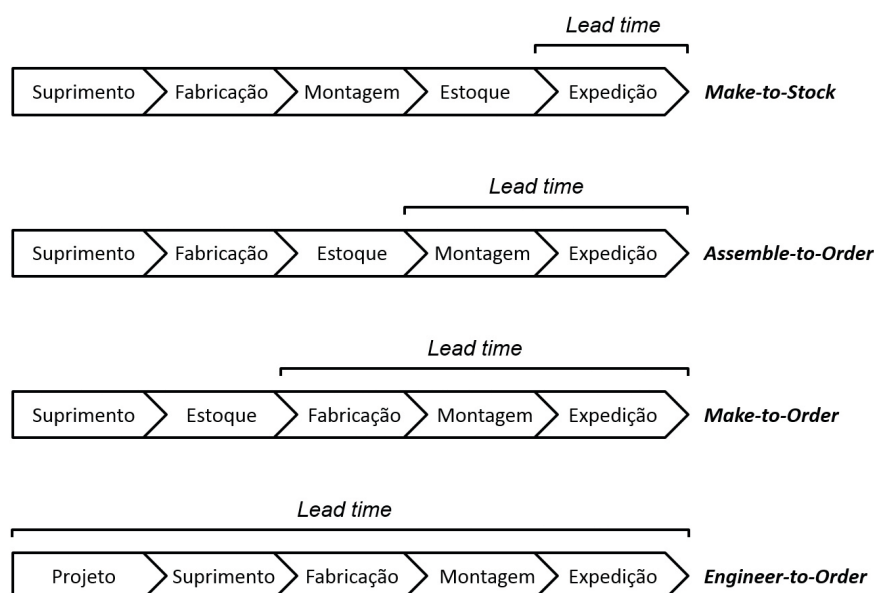 Lead time
Suprimento Fabricação Montagem Estoque Expedição Make-to-Stock
Lead time
Suprimento Fabricação Estoque Montagem Expedição Assemble-to-Order
Lead time
Suprimento Estoque Fabricação Montagem Expedição Make-to-Order
Lead time
Projeto Suprimento Fabricação Montagem Expedição Engineer-to-Order